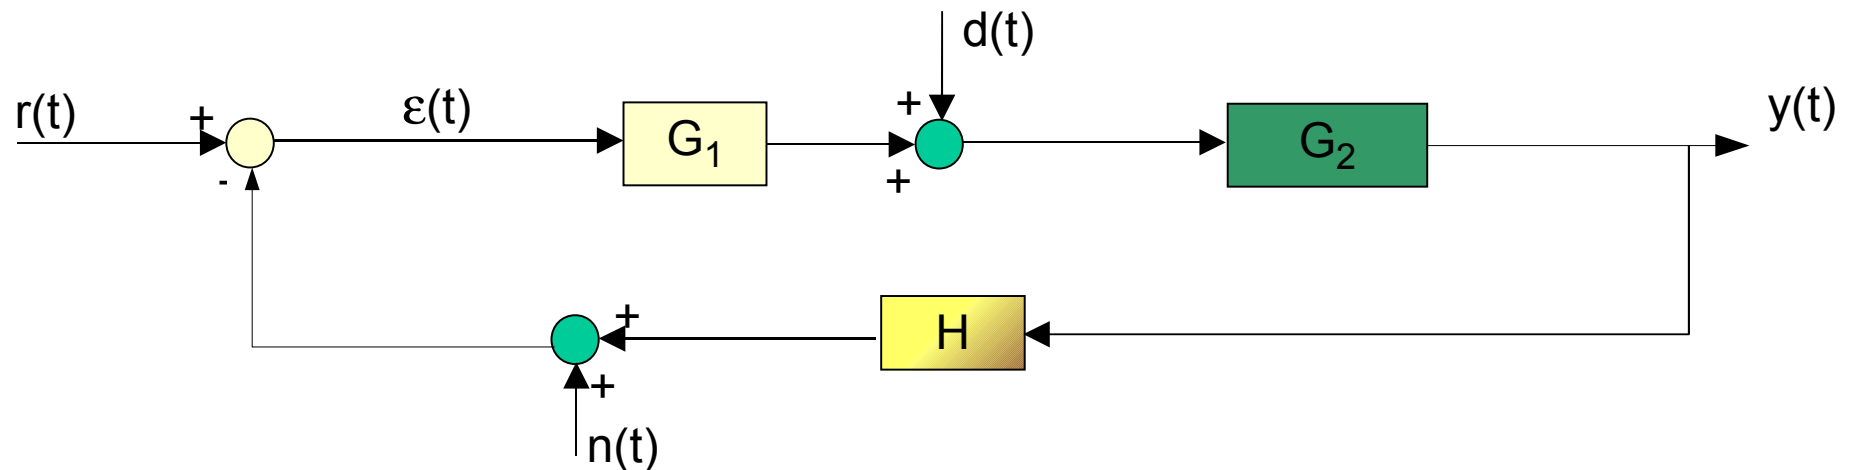 d(t)
r(t)
+
ε(t)
G₁
+
+
G₂
y(t)
-
+
H
+
n(t)